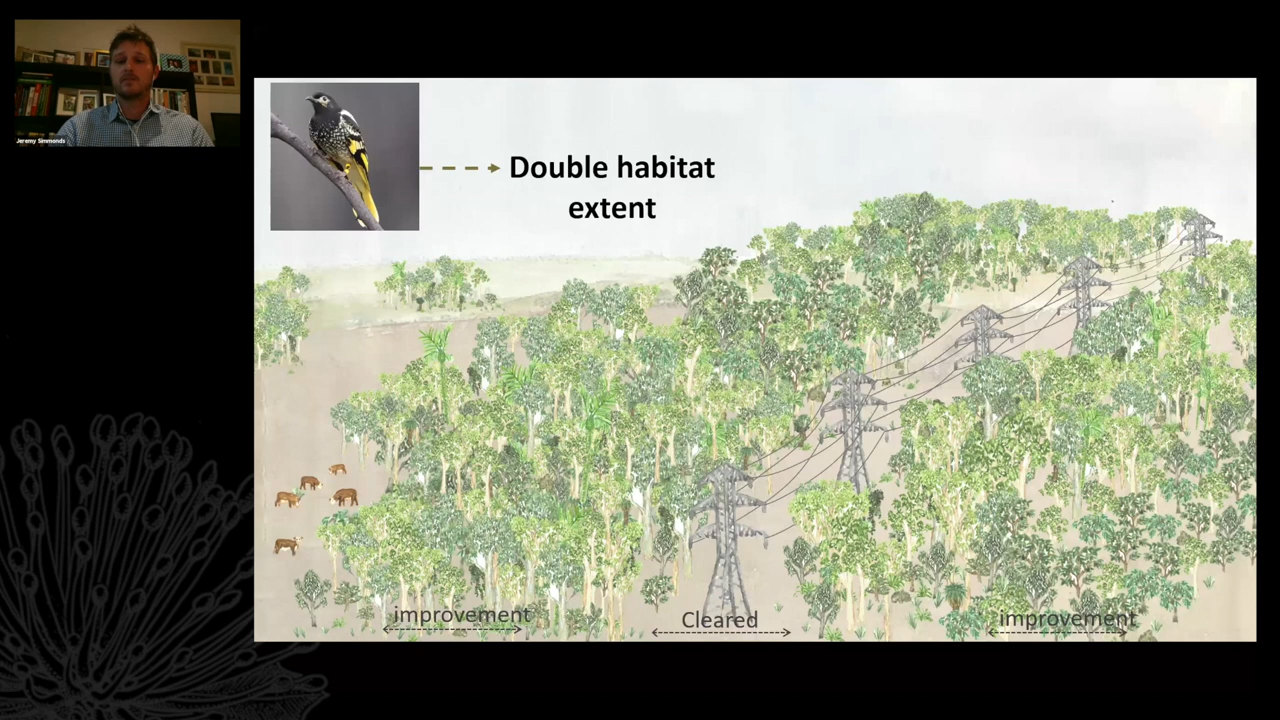 Jeremy Simmonds
Double habitat
extent
improvement
Cleared
improvement